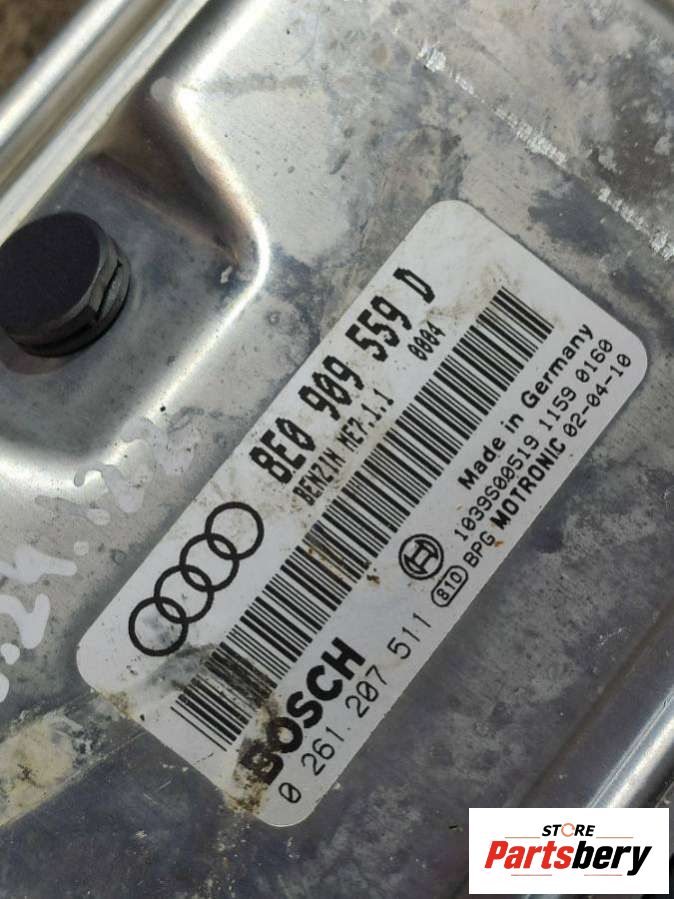 8E0 909 559 D
BENZIN ME7.1.1
0004
Made in Germany
1039S00519 1159 0160
810 BPG MOTRONIC 02-04-10
BOSCH
0 261 207 511
STORE
Partsbery